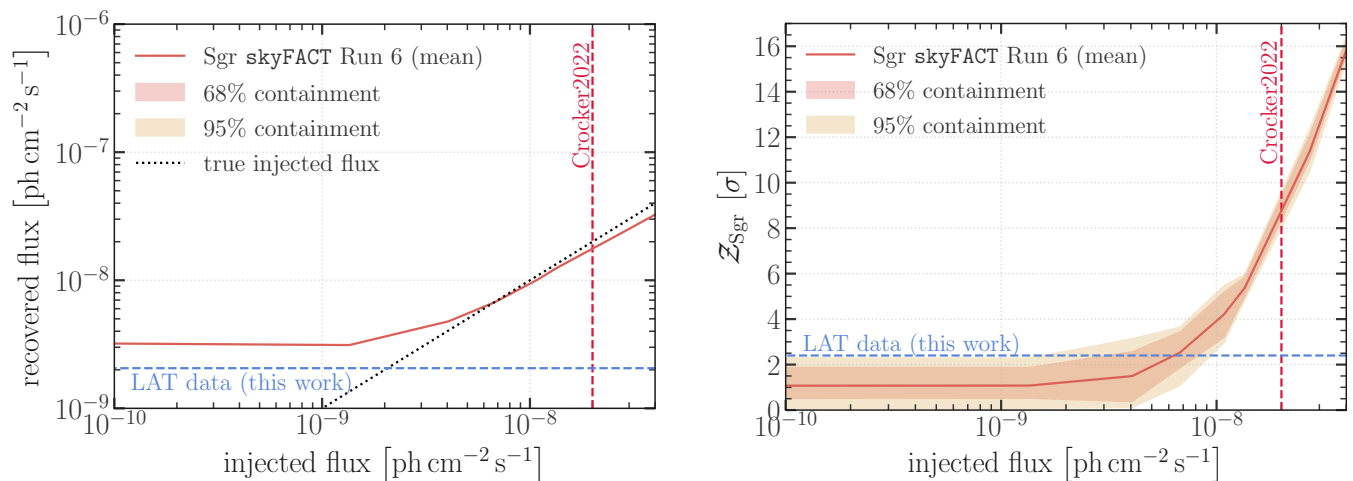 10⁻⁶
10⁻⁷
10⁻⁸
10⁻⁹
recovered flux [ph cm⁻² s⁻¹]
Sgr skyFACT Run 6 (mean)
68% containment
95% containment
true injected flux
Crocker2022
LAT data (this work)
10⁻¹⁰ 10⁻⁹ 10⁻⁸
injected flux [ph cm⁻² s⁻¹]
16
14
12
10
8
6
4
2
0
𝒵Sgr [σ]
Sgr skyFACT Run 6 (mean)
68% containment
95% containment
Crocker2022
LAT data (this work)
10⁻¹⁰ 10⁻⁹ 10⁻⁸
injected flux [ph cm⁻² s⁻¹]